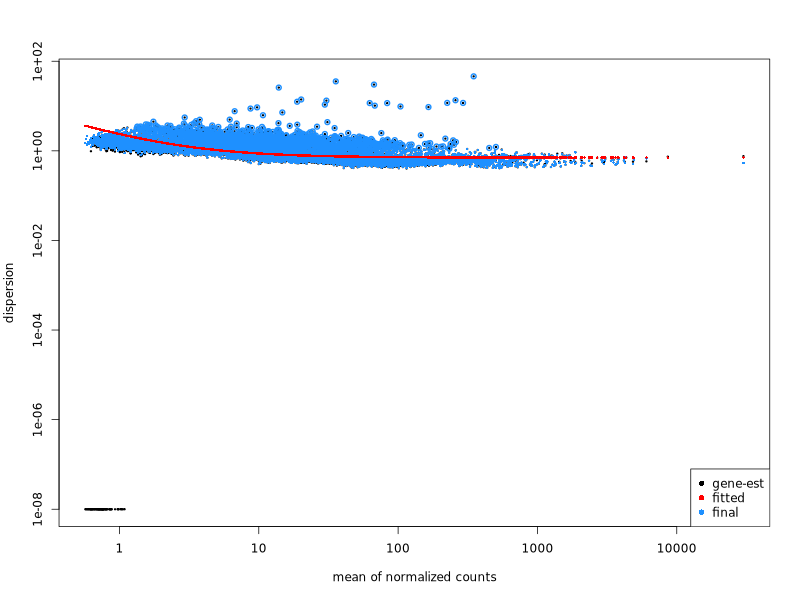 1e+02
1e+00
1e-02
1e-04
1e-06
1e-08
dispersion
gene-est
fitted
final
1 10 100 1000 10000
mean of normalized counts